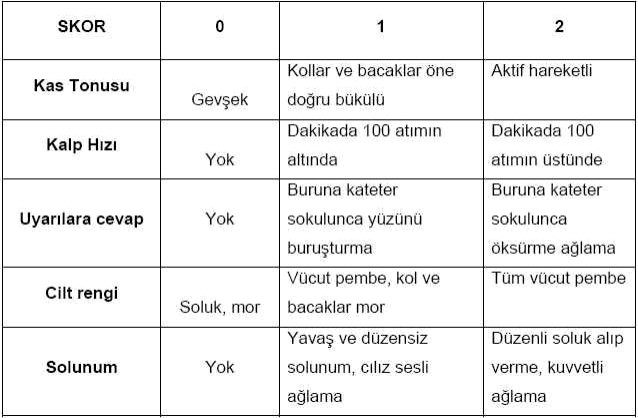 SKOR 0 1 2
Kas Tonusu
Gevşek
Kollar ve bacaklar öne
doğru bükülü
Aktif hareketli
Kalp Hızı
Yok
Dakikada 100 atımın
altında
Dakikada 100
atımın üstünde
Uyarılara cevap
Yok
Buruna kateter
sokulunca yüzünü
buruşturma
Buruna kateter
sokulunca
öksürme ağlama
Cilt rengi
Soluk, mor
Vücut pembe, kol ve
bacaklar mor
Tüm vücut pembe
Solunum
Yok
Yavaş ve düzensiz
solunum, cılız sesli
ağlama
Düzenli soluk alıp
verme, kuvvetli
ağlama